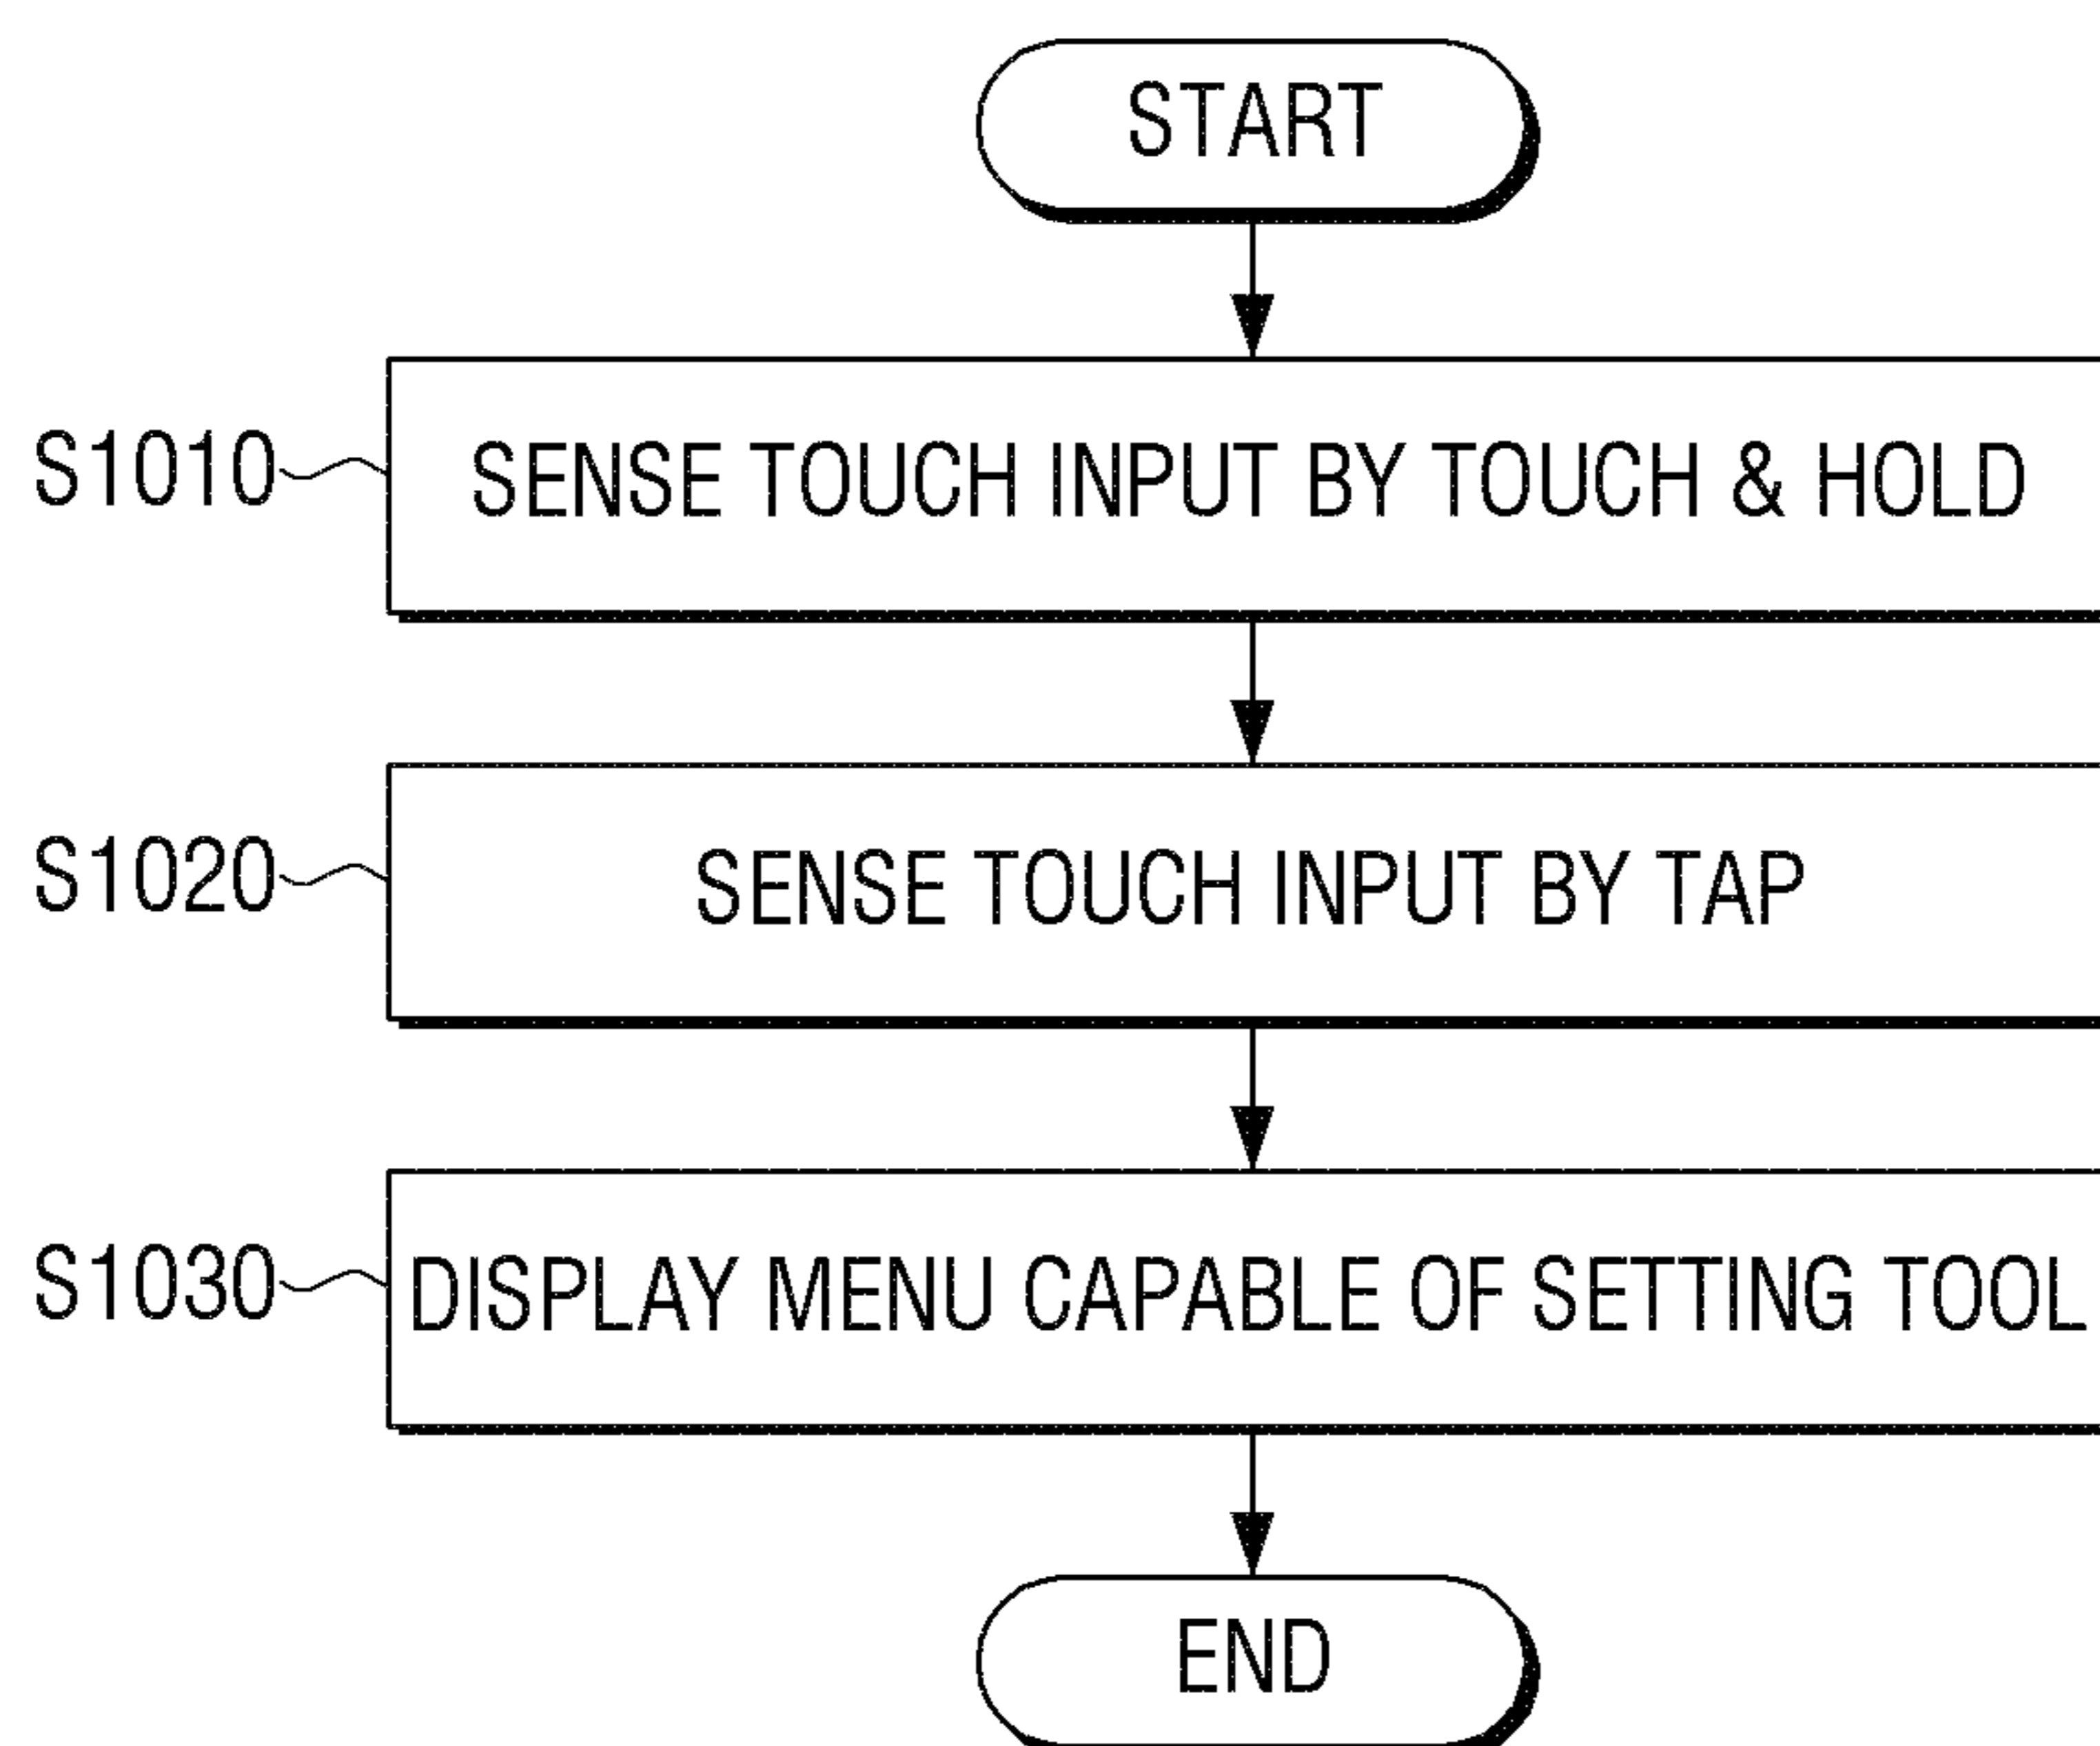 START
S1010
SENSE TOUCH INPUT BY TOUCH & HOLD
S1020
SENSE TOUCH INPUT BY TAP
S1030
DISPLAY MENU CAPABLE OF SETTING TOOL
END